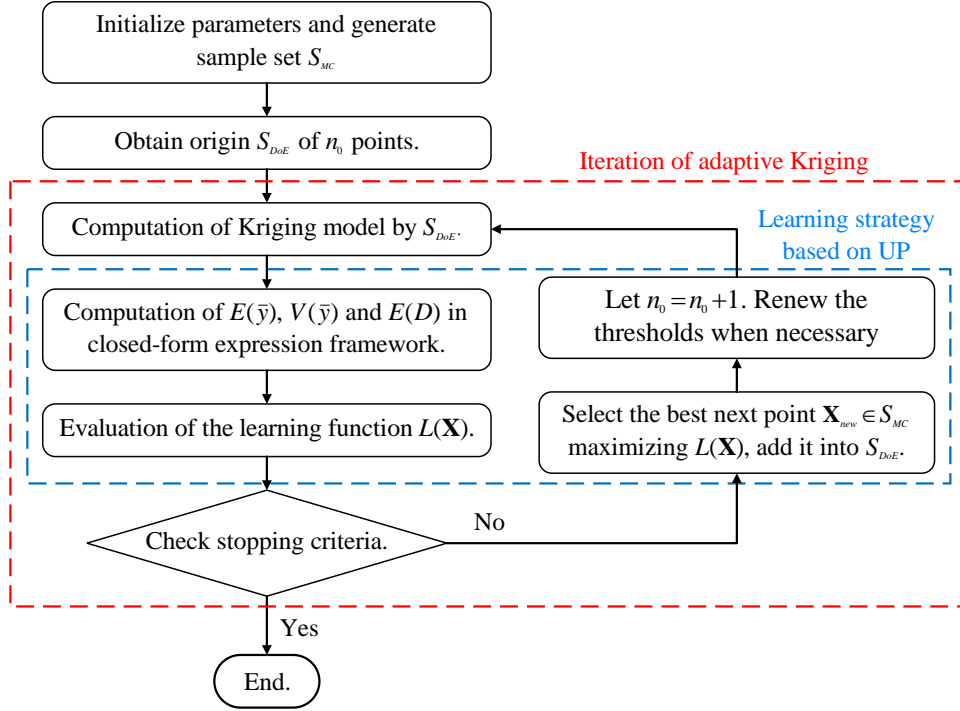 Initialize parameters and generate
sample set S_MC
Obtain origin S_DoE of n_0 points.
Iteration of adaptive Kriging
Computation of Kriging model by S_DoE.
Learning strategy
based on UP
Computation of E(ȳ), V(ȳ) and E(D) in
closed-form expression framework.
Let n_0 = n_0 +1. Renew the
thresholds when necessary
Evaluation of the learning function L(X).
Select the best next point X_new ∈ S_MC
maximizing L(X), add it into S_DoE.
Check stopping criteria.
No
Yes
End.